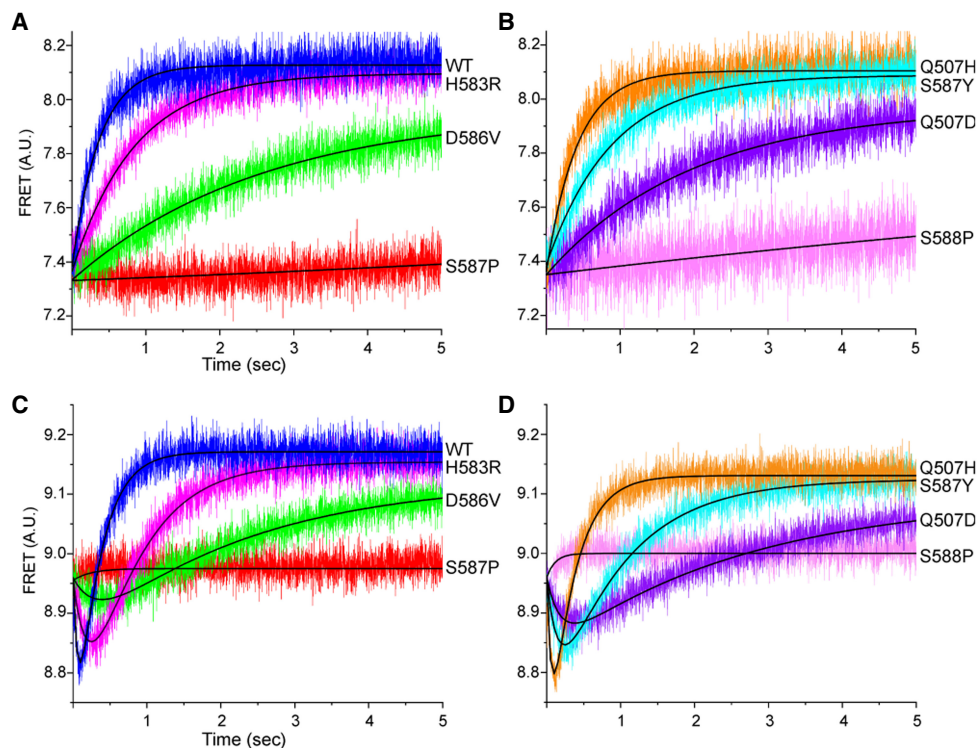 A
FRET (A.U.)
8.2
8.0
7.8
7.6
7.4
7.2
WT
H583R
D586V
S587P
1
2
3
4
5
Time (sec)
B
8.2
8.0
7.8
7.6
7.4
7.2
Q507H
S587Y
Q507D
S588P
1
2
3
4
5
C
FRET (A.U.)
9.2
9.1
9.0
8.9
8.8
WT
H583R
D586V
S587P
1
2
3
4
5
Time (sec)
D
9.2
9.1
9.0
8.9
8.8
Q507H
S587Y
Q507D
S588P
1
2
3
4
5